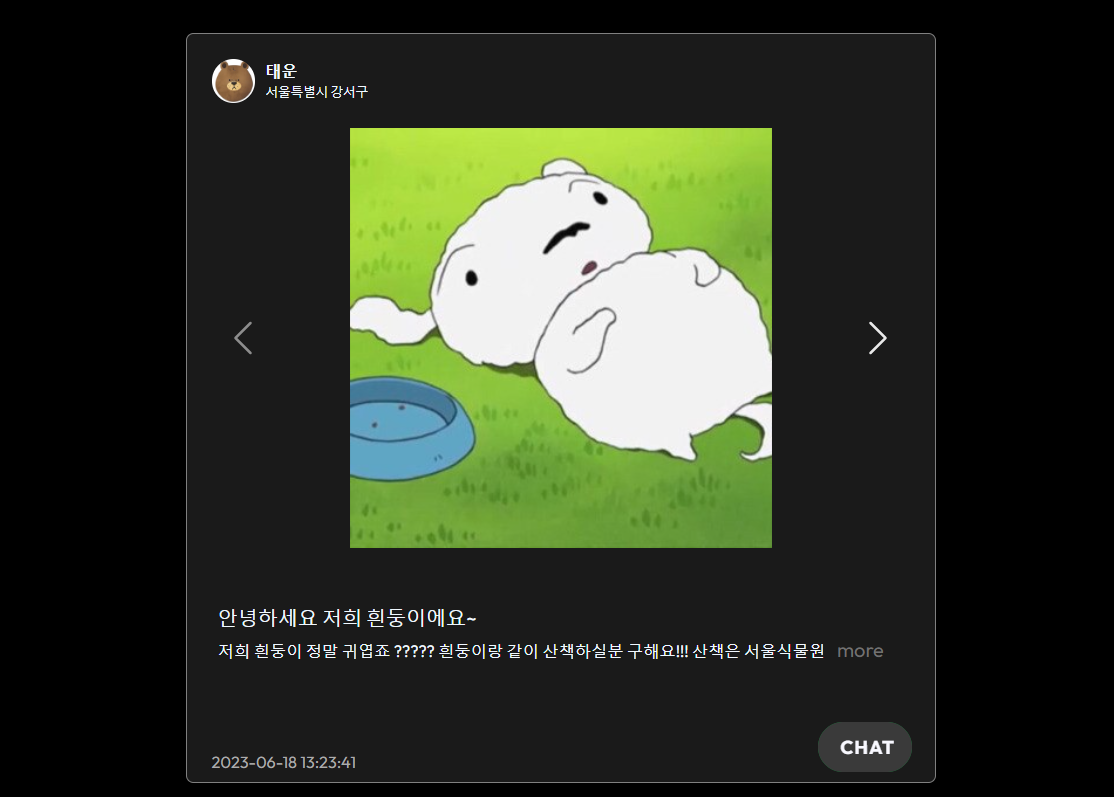 태운
서울특별시 강서구
안녕하세요 저희 흰둥이에요~
저희 흰둥이 정말 귀엽죠 ????? 흰둥이랑 같이 산책하실분 구해요!!! 산책은 서울식물원 more
CHAT
2023-06-18 13:23:41